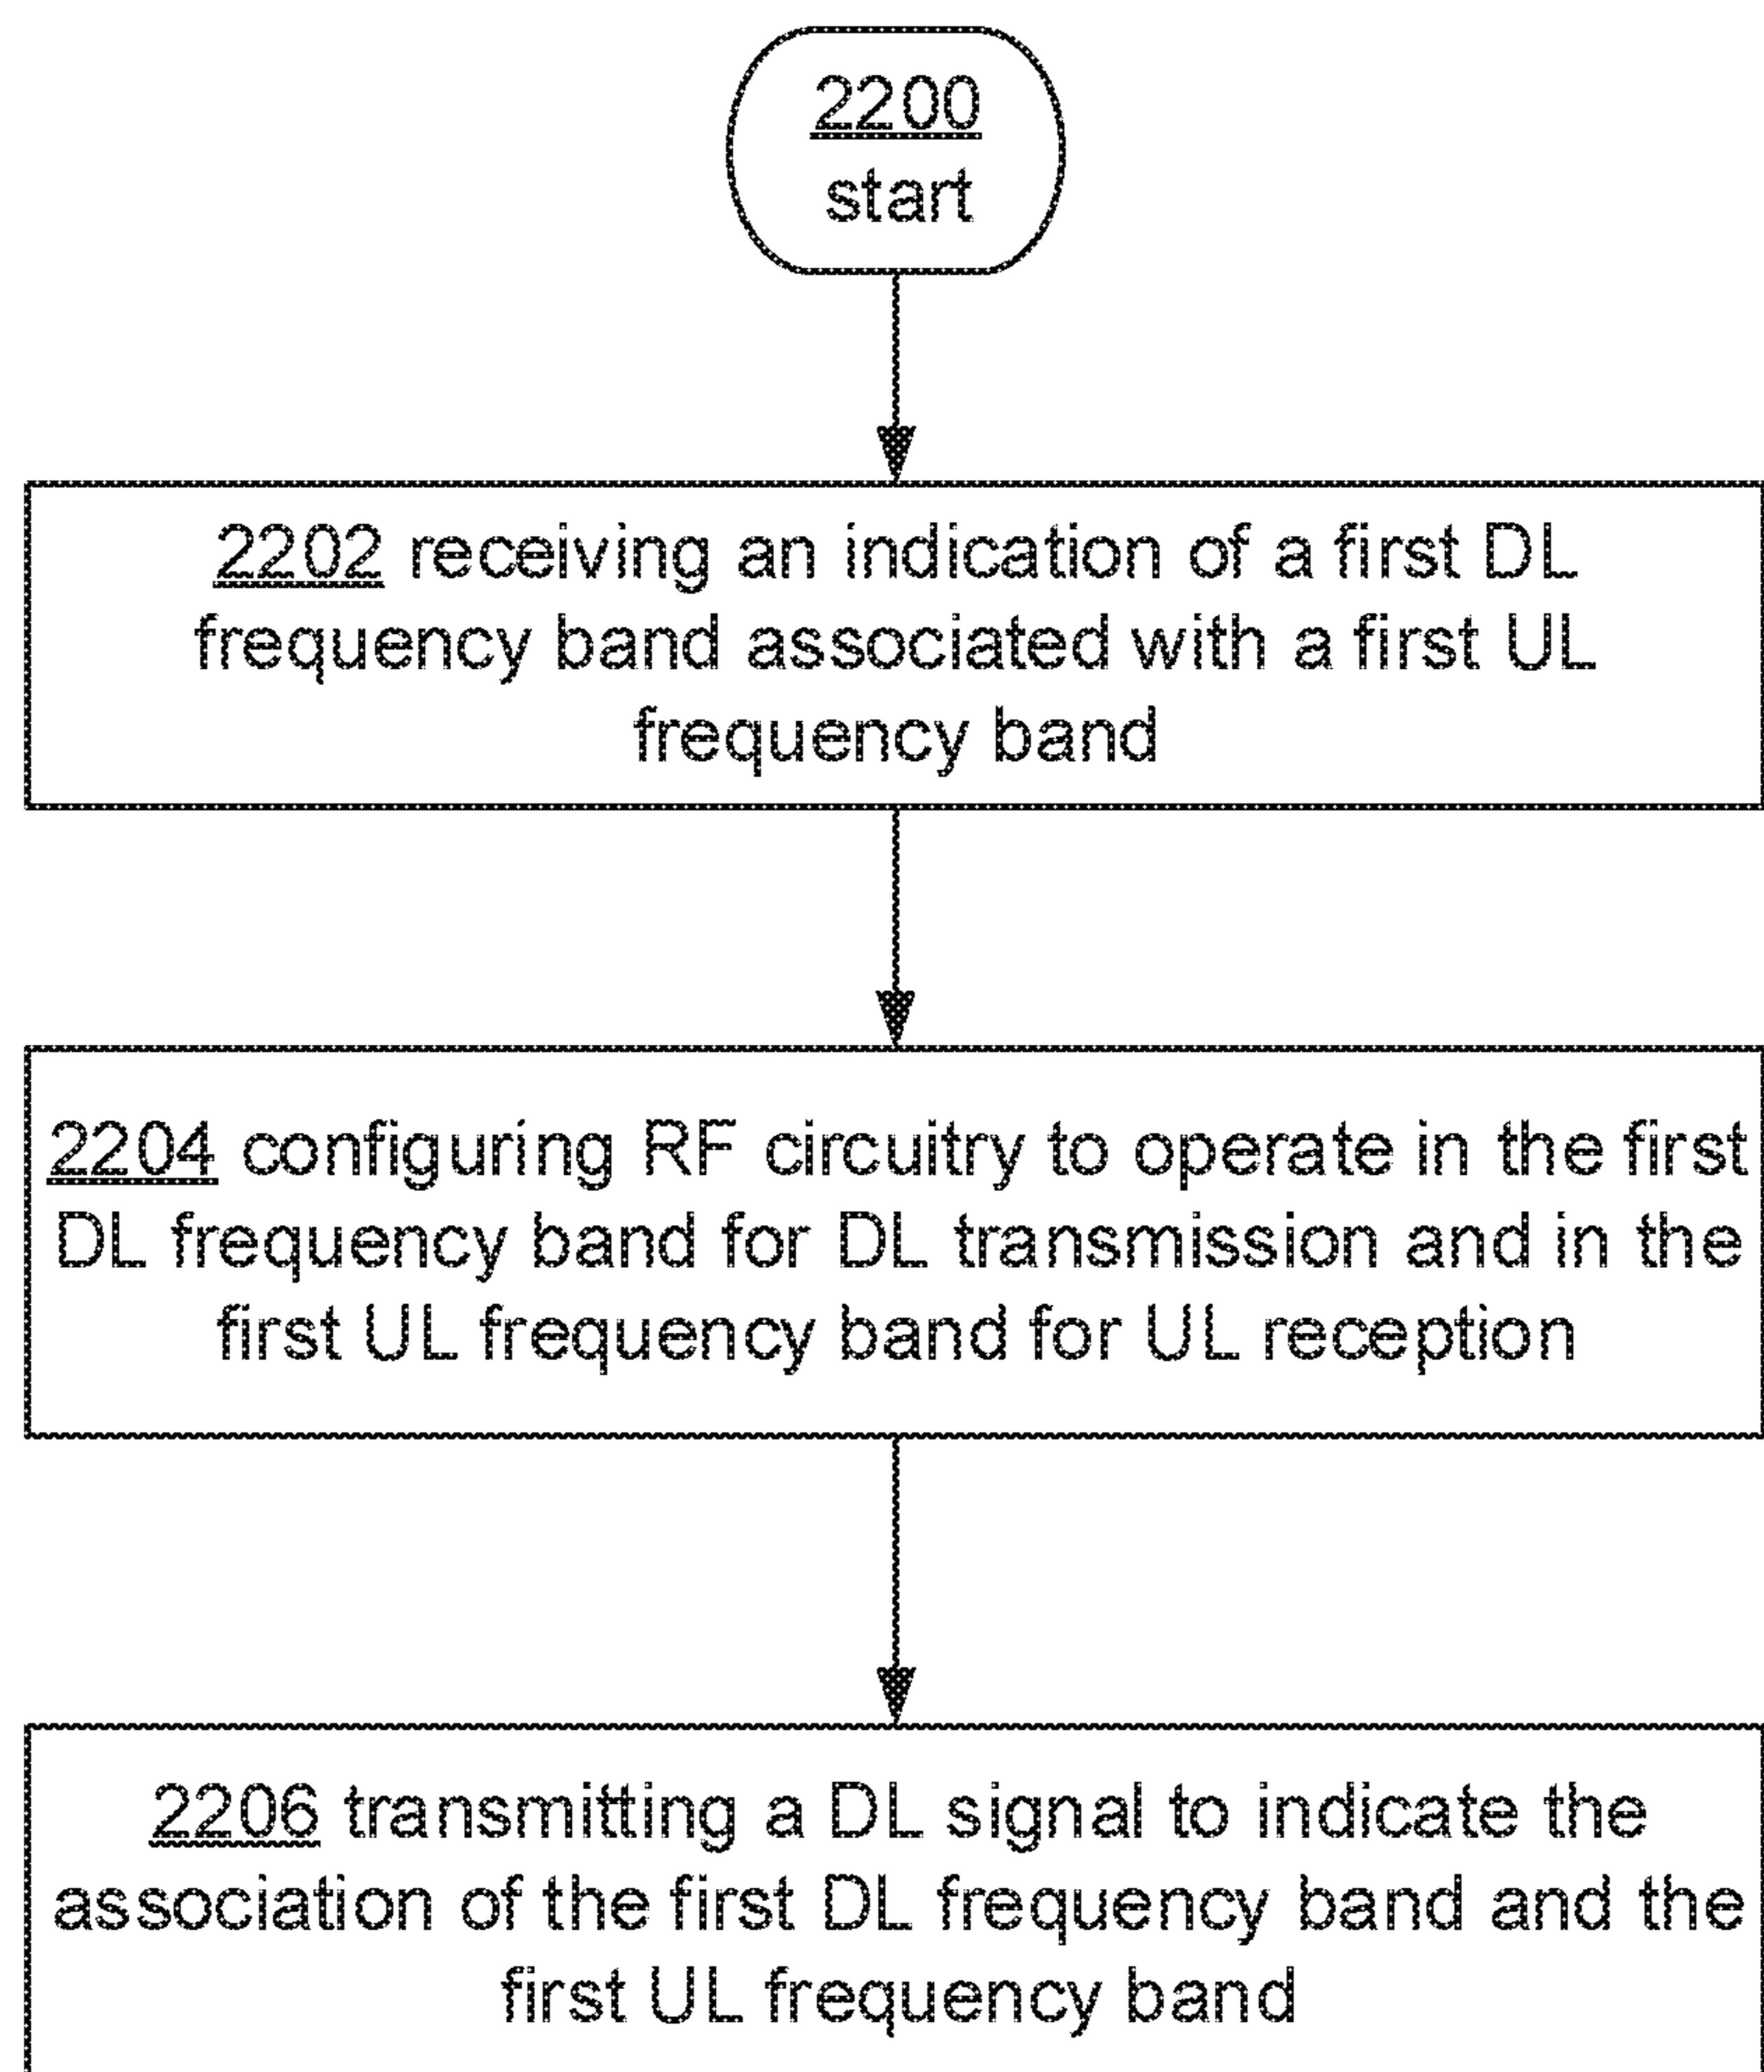 2200
start
2202 receiving an indication of a first DL
frequency band associated with a first UL
frequency band
2204 configuring RF circuitry to operate in the first
DL frequency band for DL transmission and in the
first UL frequency band for UL reception
2206 transmitting a DL signal to indicate the
association of the first DL frequency band and the
first UL frequency band